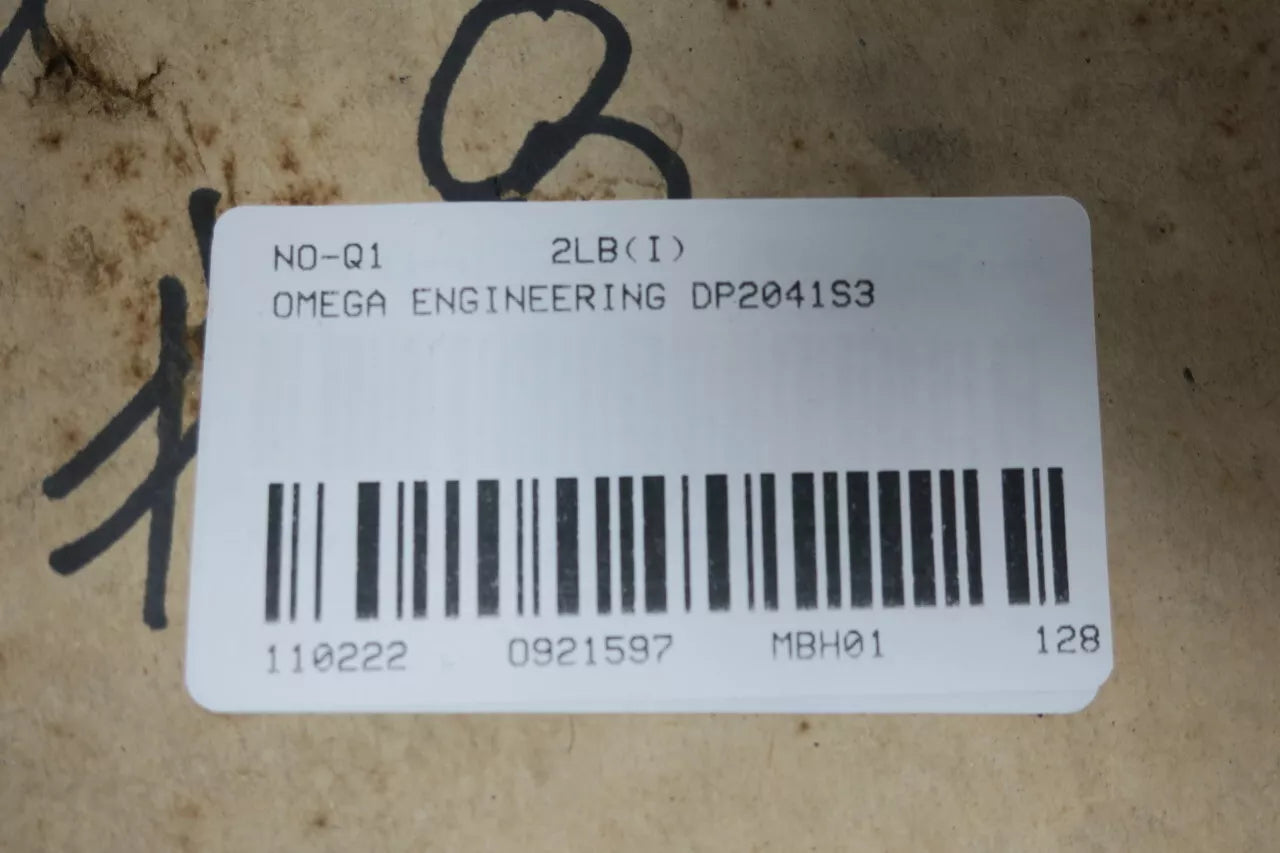 NO-Q1 2LB(I)
OMEGA ENGINEERING DP2041S3
110222 0921597 MBH01 128